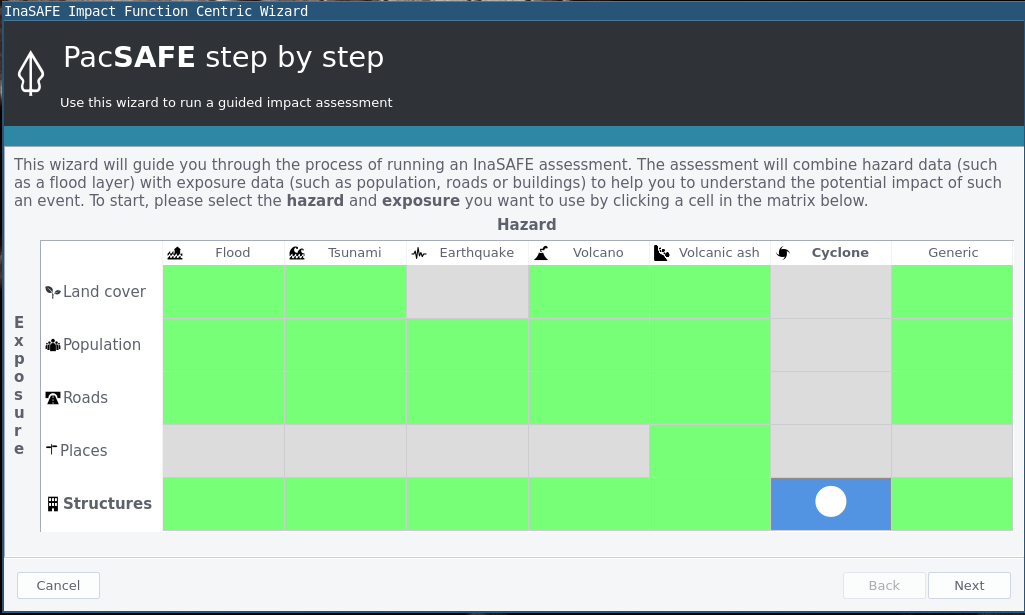 InaSAFE Impact Function Centric Wizard
PacSAFE step by step
Use this wizard to run a guided impact assessment
This wizard will guide you through the process of running an InaSAFE assessment. The assessment will combine hazard data (such
as a flood layer) with exposure data (such as population, roads or buildings) to help you to understand the potential impact of such
an event. To start, please select the hazard and exposure you want to use by clicking a cell in the matrix below.
Hazard
Flood Tsunami Earthquake Volcano Volcanic ash Cyclone Generic
Exposure
Land cover
Population
Roads
Places
Structures
Cancel Back Next